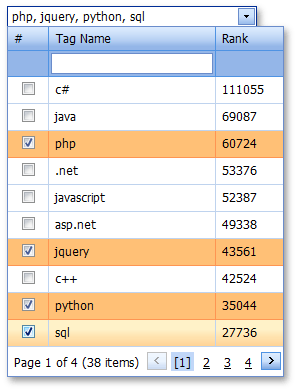 php, jquery, python, sql
# Tag Name Rank
c# 111055
java 69087
php 60724
.net 53376
javascript 52387
asp.net 49338
jquery 43561
c++ 42524
python 35044
sql 27736
Page 1 of 4 (38 items) < [1] 2 3 4 >